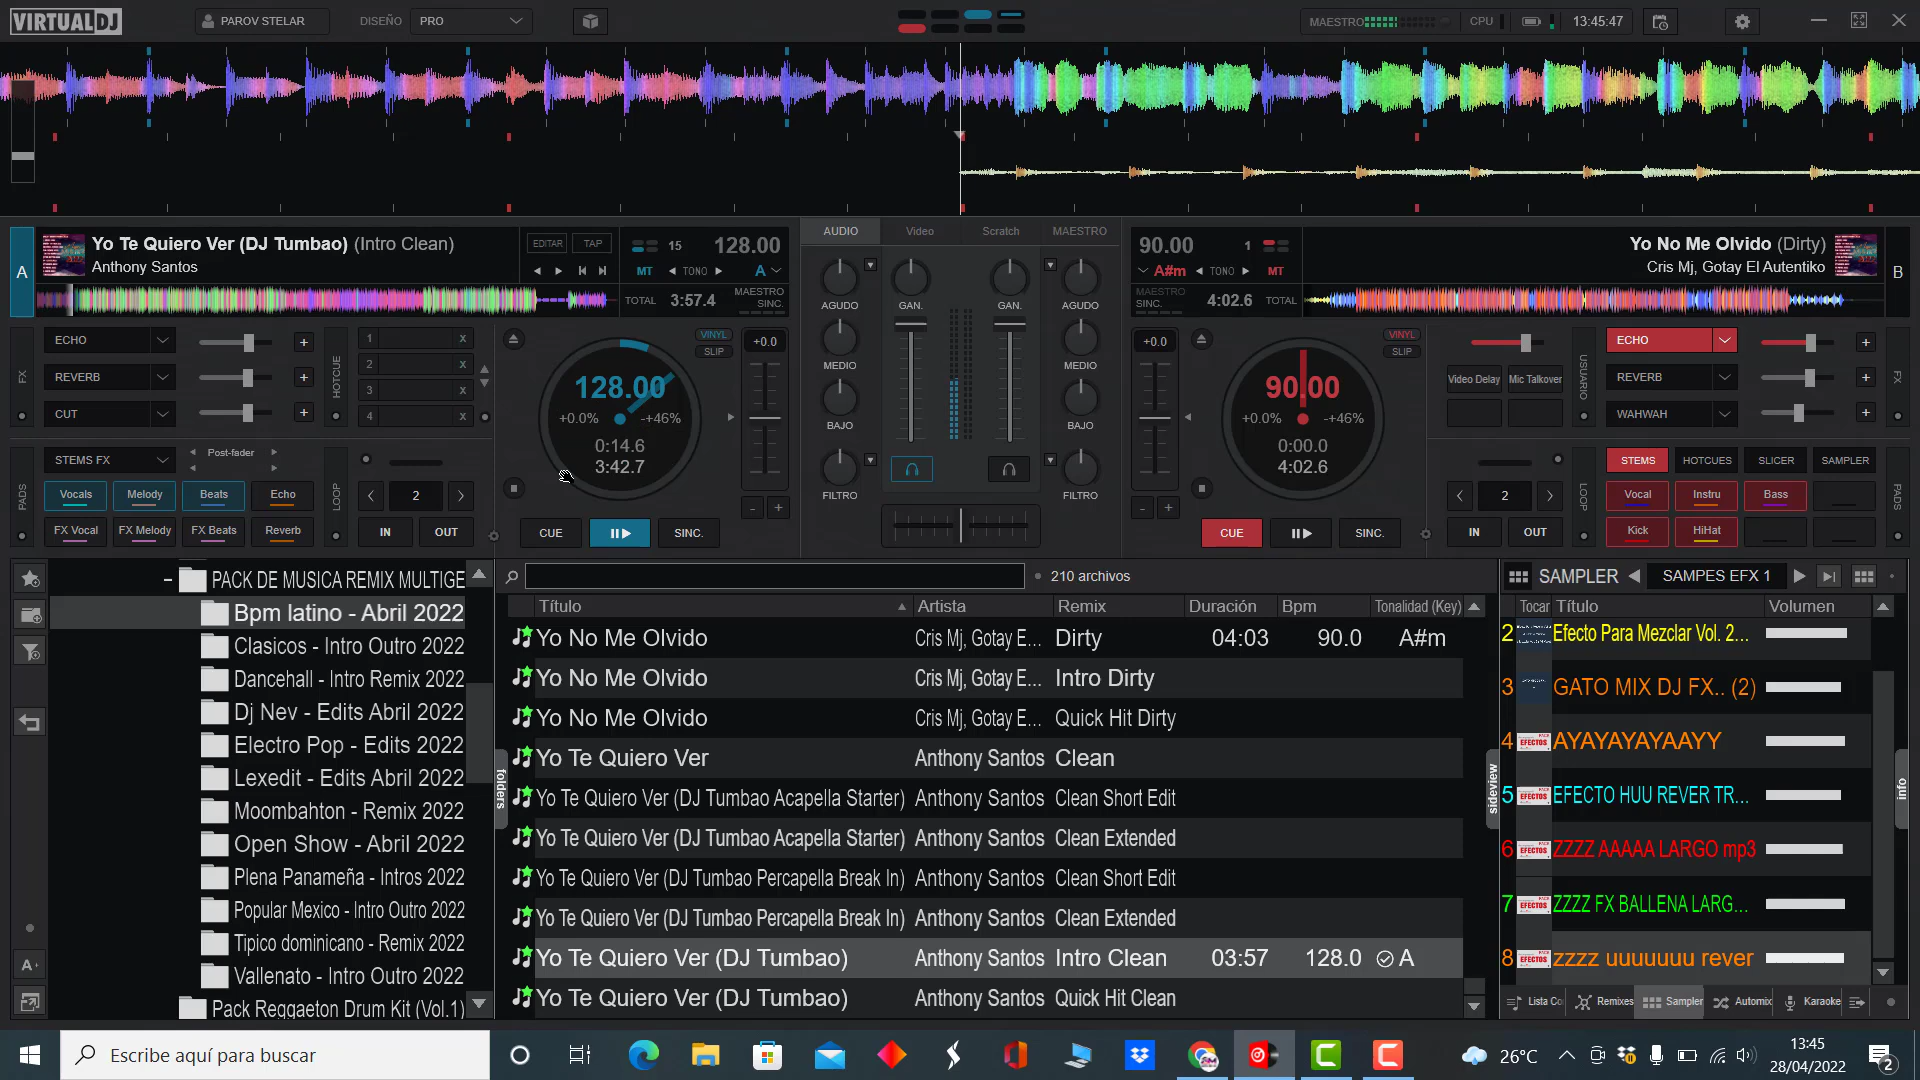 VIRTUALDJ
PAROV STELAR
DISEÑO
PRO
MAESTRO
CPU
13:45:47
A
Yo Te Quiero Ver (DJ Tumbao) (Intro Clean)
Anthony Santos
EDITAR
TAP
15
128.00
MT
TONO
A
TOTAL 3:57.4
MAESTRO
SINC.
AUDIO
Video
Scratch
MAESTRO
90.00
1
A#m
TONO
MT
MAESTRO
SINC.
4:02.6 TOTAL
Yo No Me Olvido (Dirty)
Cris Mj, Gotay El Autentiko
B
FX
ECHO
REVERB
CUT
HOTCUE
1 x
2 x
3 x
4 x
VINYL
SLIP
128.00
+0.0% -+46%
0:14.6
3:42.7
+0.0
AGUDO
MEDIO
BAJO
FILTRO
GAN.
GAN.
AGUDO
MEDIO
BAJO
FILTRO
+0.0
VINYL
SLIP
90.00
+0.0% -+46%
0:00.0
4:02.6
Video Delay
Mic Talkover
USUARIO
ECHO
REVERB
WAHWAH
FX
PADS
STEMS FX
Post-fader
Vocals
Melody
Beats
Echo
FX Vocal
FX Melody
FX Beats
Reverb
LOOP
2
IN
OUT
CUE
SINC.
CUE
SINC.
2
IN
OUT
LOOP
STEMS
HOTCUES
SLICER
SAMPLER
Vocal
Instru
Bass
Kick
HiHat
PADS
PACK DE MUSICA REMIX MULTIGE
Bpm latino - Abril 2022
Clasicos - Intro Outro 2022
Dancehall - Intro Remix 2022
Dj Nev - Edits Abril 2022
Electro Pop - Edits 2022
Lexedit - Edits Abril 2022
Moombahton - Remix 2022
Open Show - Abril 2022
Plena Panameña - Intros 2022
Popular Mexico - Intro Outro 2022
Tipico dominicano - Remix 2022
Vallenato - Intro Outro 2022
Pack Reggaeton Drum Kit (Vol.1)
folders
210 archivos
Título Artista Remix Duración Bpm Tonalidad (Key)
Yo No Me Olvido Cris Mj, Gotay E... Dirty 04:03 90.0 A#m
Yo No Me Olvido Cris Mj, Gotay E... Intro Dirty
Yo No Me Olvido Cris Mj, Gotay E... Quick Hit Dirty
Yo Te Quiero Ver Anthony Santos Clean
Yo Te Quiero Ver (DJ Tumbao Acapella Starter) Anthony Santos Clean Short Edit
Yo Te Quiero Ver (DJ Tumbao Acapella Starter) Anthony Santos Clean Extended
Yo Te Quiero Ver (DJ Tumbao Percapella Break In) Anthony Santos Clean Short Edit
Yo Te Quiero Ver (DJ Tumbao Percapella Break In) Anthony Santos Clean Extended
Yo Te Quiero Ver (DJ Tumbao) Anthony Santos Intro Clean 03:57 128.0 A
Yo Te Quiero Ver (DJ Tumbao) Anthony Santos Quick Hit Clean
sideview
SAMPLER
SAMPES EFX 1
Tocar Título Volumen
2 Efecto Para Mezclar Vol. 2...
3 GATO MIX DJ FX.. (2)
4 EFECTOS AYAYAYAYAAYY
5 EFECTOS EFECTO HUU REVER TR...
6 EFECTOS ZZZZ AAAAA LARGO mp3
7 EFECTOS ZZZZ FX BALLENA LARG...
8 EFECTOS zzzz uuuuuuu rever
info
Lista Co
Remixes
Sampler
Automix
Karaoke
Escribe aquí para buscar
26°C
13:45
28/04/2022
2